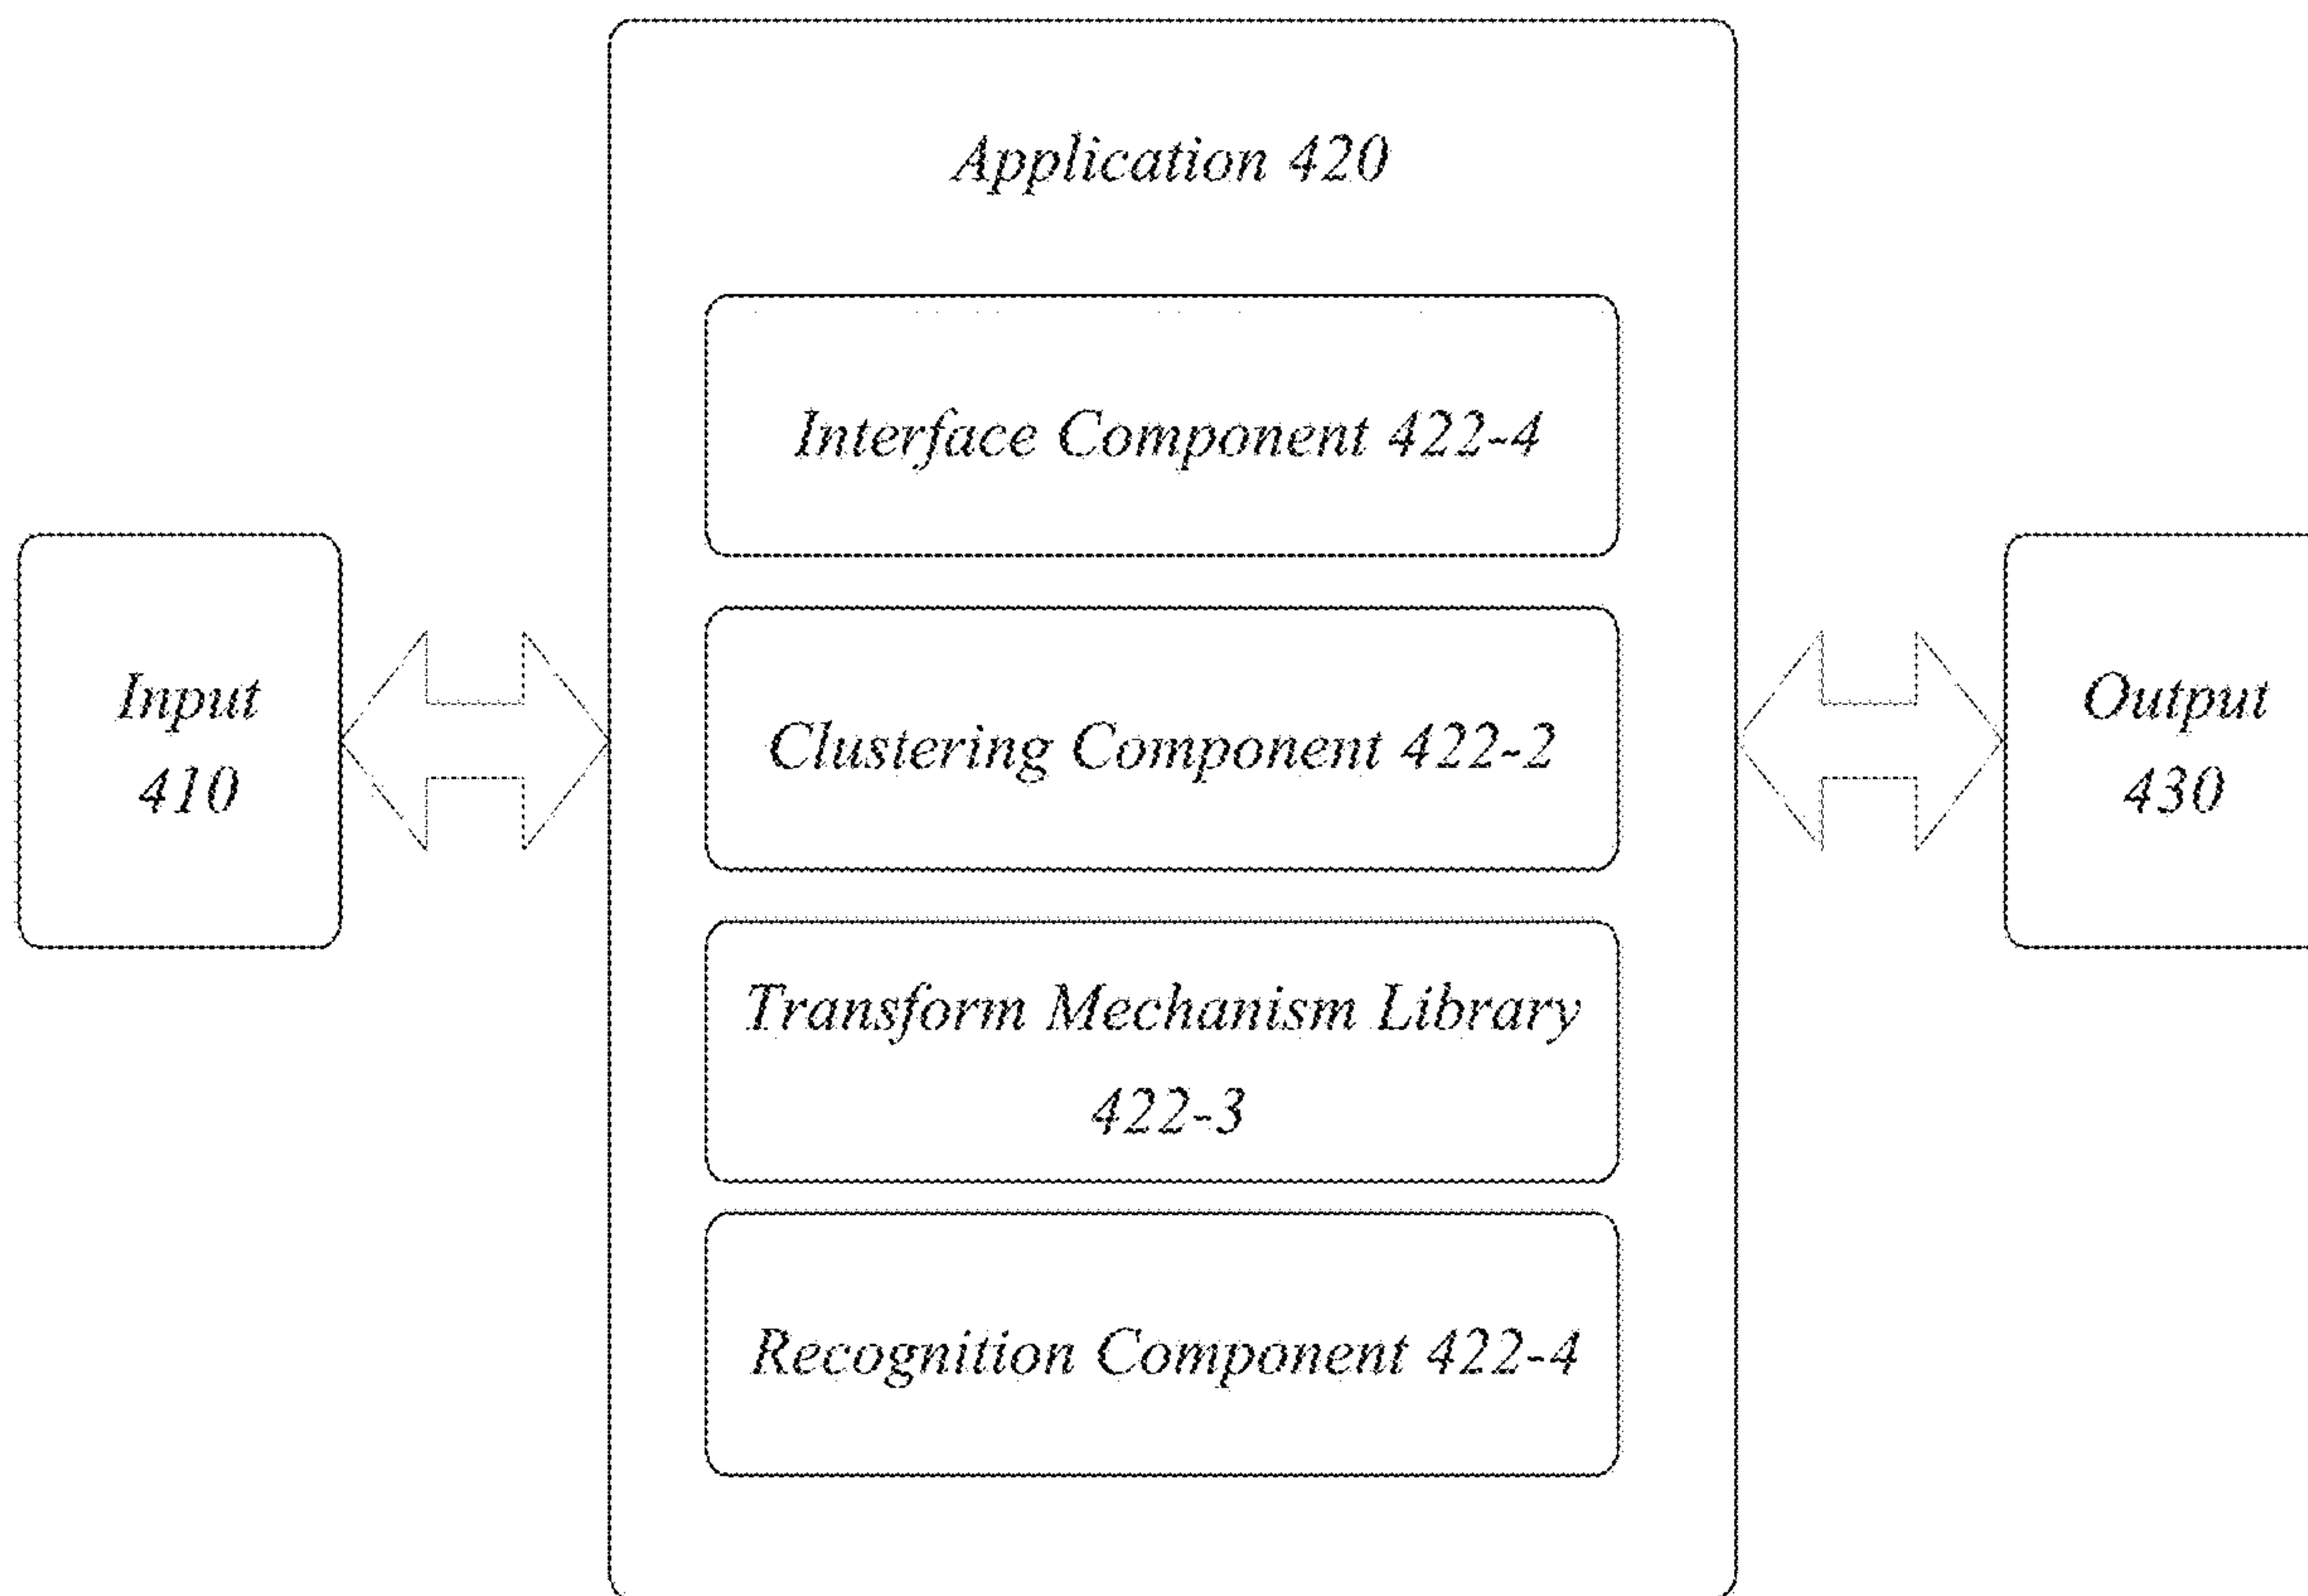 Application 420
Interface Component 422-4
Clustering Component 422-2
Transform Mechanism Library
422-3
Recognition Component 422-4
Input
410
Output
430